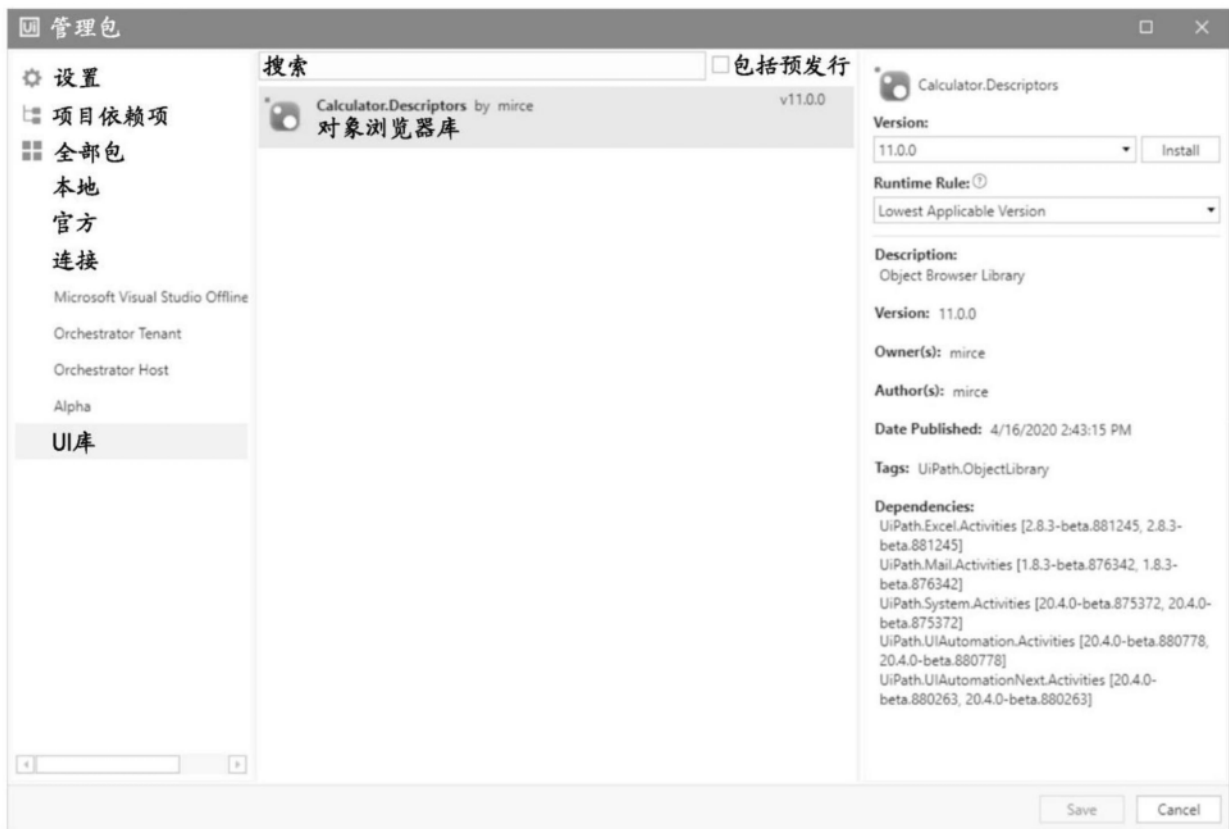 Ui 管理包
设置
项目依赖项
全部包
本地
官方
连接
Microsoft Visual Studio Offline
Orchestrator Tenant
Orchestrator Host
Alpha
UI库
搜索
包括预发行
Calculator.Descriptors by mirce
v11.0.0
对象浏览器库
Calculator.Descriptors
Version:
11.0.0
Install
Runtime Rule:
Lowest Applicable Version
Description:
Object Browser Library
Version: 11.0.0
Owner(s): mirce
Author(s): mirce
Date Published: 4/16/2020 2:43:15 PM
Tags: UiPath.ObjectLibrary
Dependencies:
UiPath.Excel.Activities [2.8.3-beta.881245, 2.8.3-
beta.881245]
UiPath.Mail.Activities [1.8.3-beta.876342, 1.8.3-
beta.876342]
UiPath.System.Activities [20.4.0-beta.875372, 20.4.0-
beta.875372]
UiPath.UIAutomation.Activities [20.4.0-beta.880778,
20.4.0-beta.880778]
UiPath.UIAutomationNext.Activities [20.4.0-
beta.880263, 20.4.0-beta.880263]
Save
Cancel